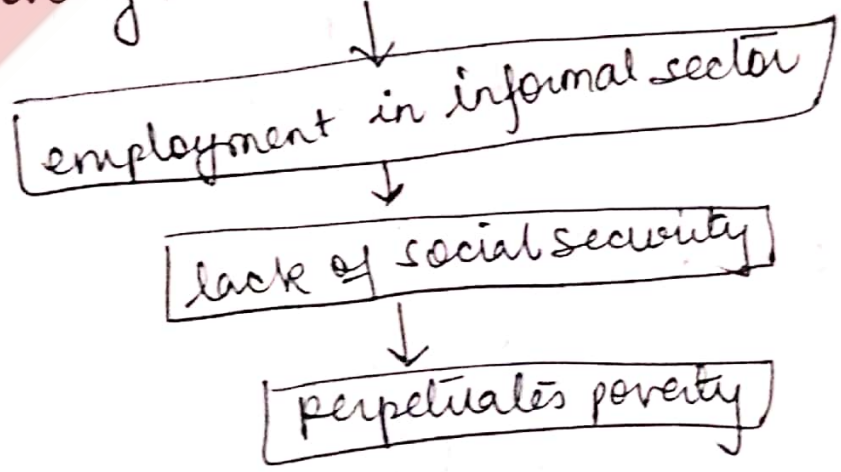 employment in informal sector
lack of social security
perpetuates poverty